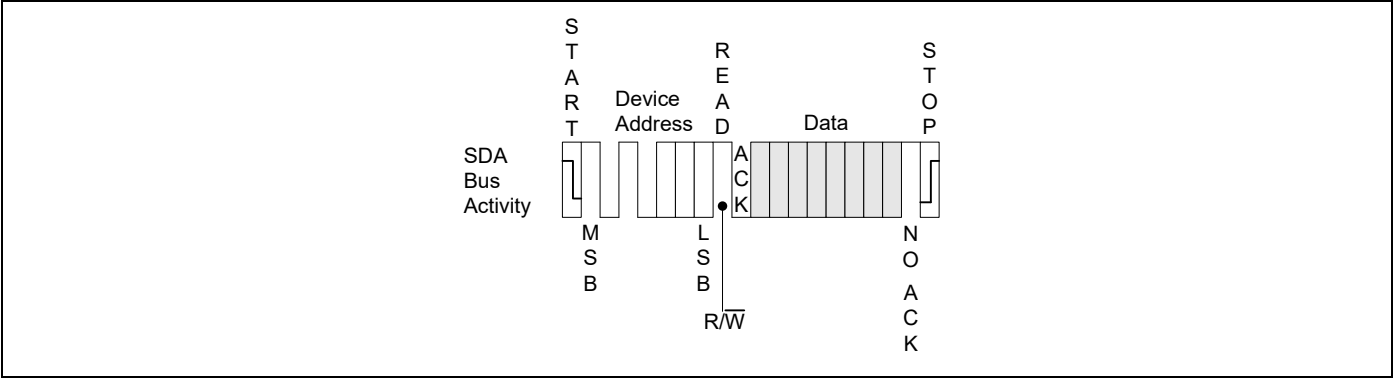 START
Device
Address
READ
Data
STOP
SDA
Bus
Activity
ACK
MSB
LSB
R/W̅
NO ACK